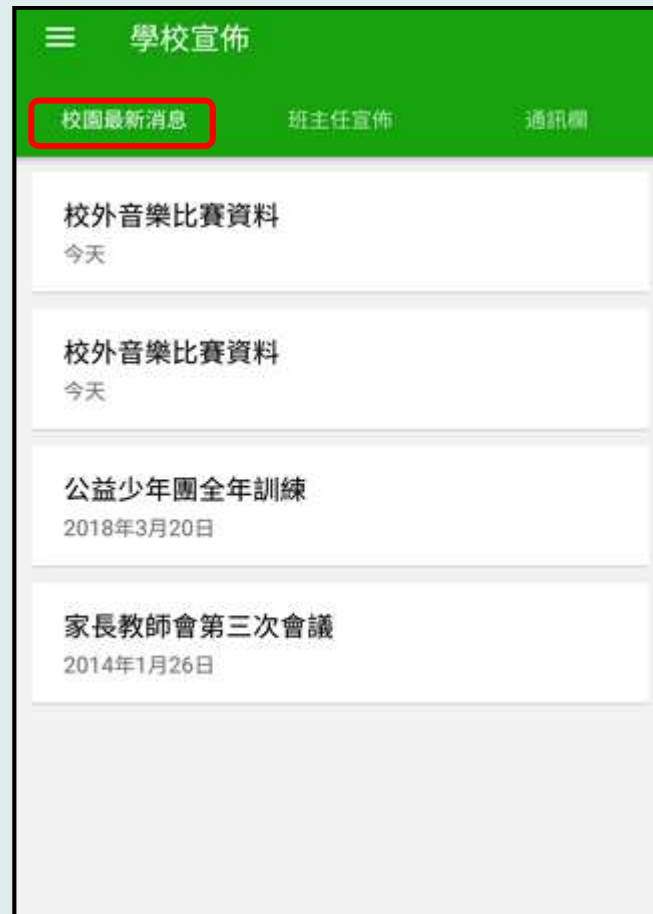 學校宣佈
校園最新消息 班主任宣佈 通訊欄
校外音樂比賽資料
今天
校外音樂比賽資料
今天
公益少年團全年訓練
2018年3月20日
家長教師會第三次會議
2014年1月26日